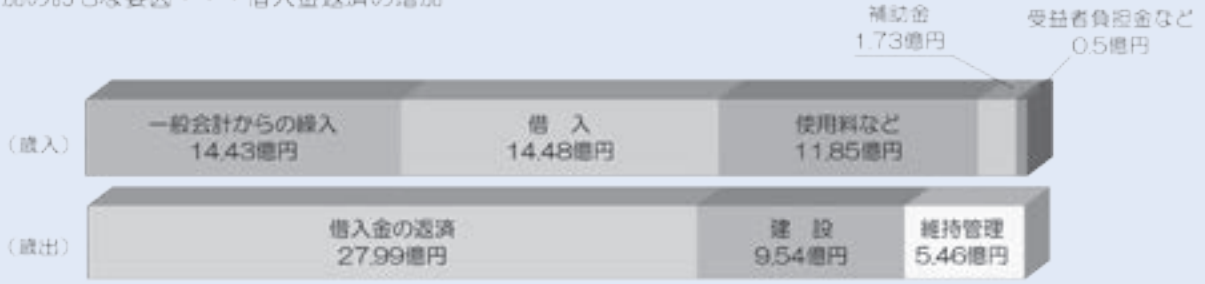 補助金
1.73億円
受益者負担金など
0.5億円
(歳入)
一般会計からの繰入
14.43億円
借 入
14.48億円
使用料など
11.85億円
(歳出)
借入金の返済
27.99億円
建 設
9.54億円
維持管理
5.46億円